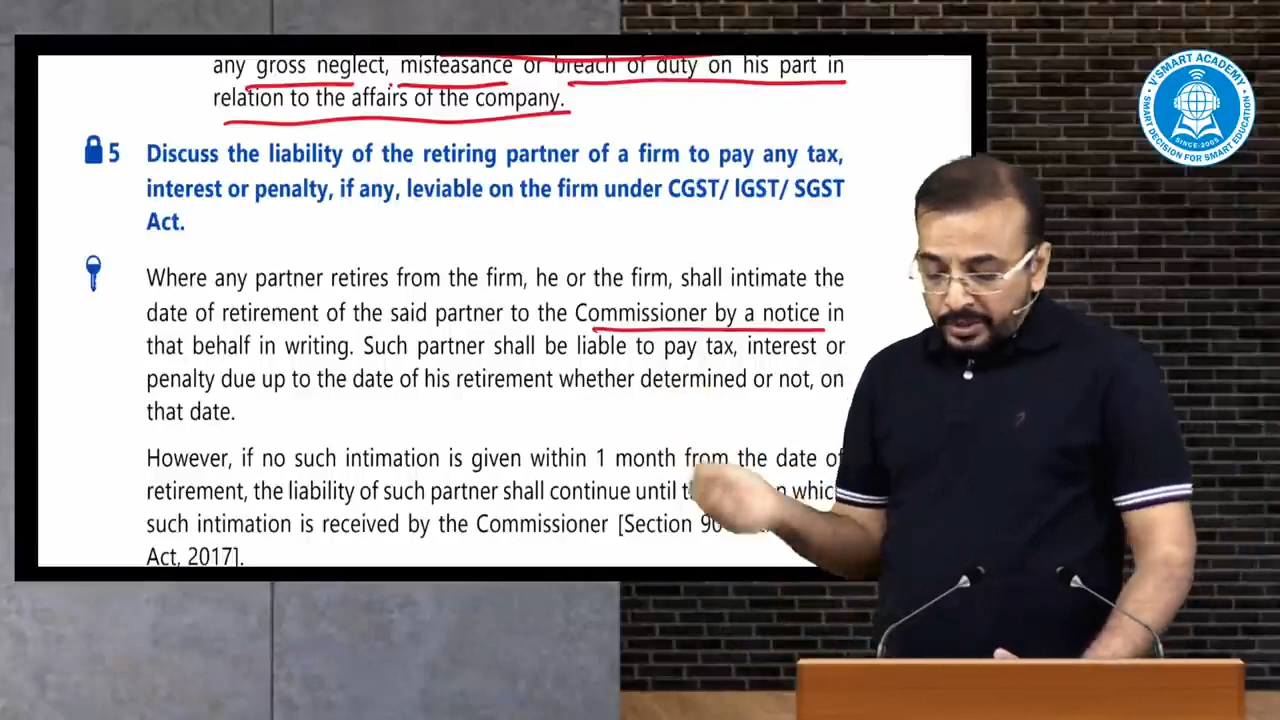 any gross neglect, misfeasance or breach of duty on his part in
relation to the affairs of the company.
5 Discuss the liability of the retiring partner of a firm to pay any tax,
interest or penalty, if any, leviable on the firm under CGST/ IGST/ SGST
Act.
Where any partner retires from the firm, he or the firm, shall intimate the
date of retirement of the said partner to the Commissioner by a notice in
that behalf in writing. Such partner shall be liable to pay tax, interest or
penalty due up to the date of his retirement whether determined or not, on
that date.
However, if no such intimation is given within 1 month from the date of
retirement, the liability of such partner shall continue until
such intimation is received by the Commissioner [Section 90
Act, 2017].
V'SMART ACADEMY
SINCE-2005
SMART DECISION FOR SMART EDUCATION